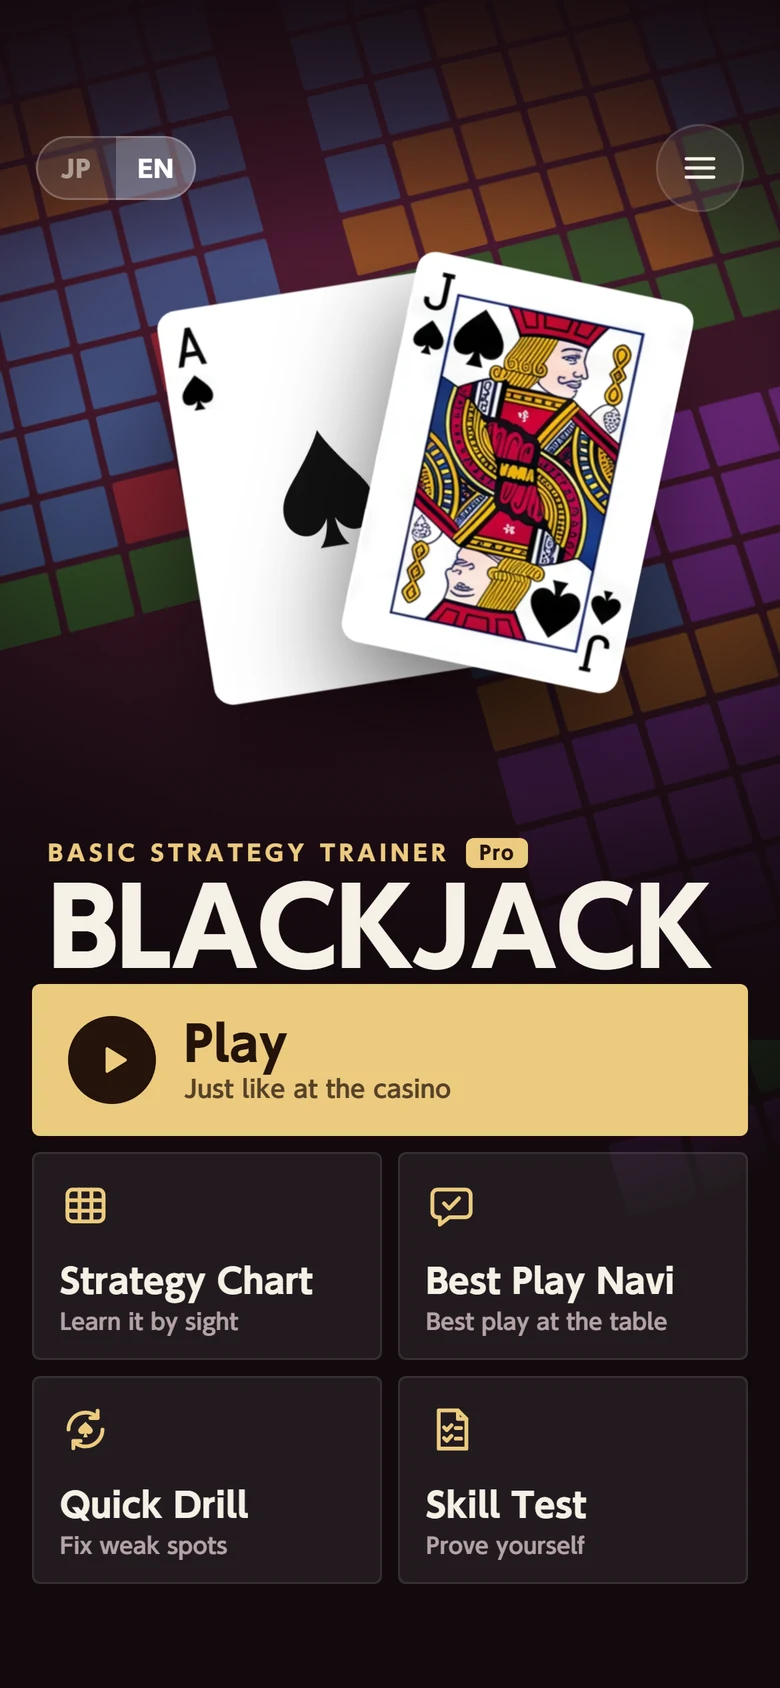 JP EN
A
J
J
BASIC STRATEGY TRAINER Pro
BLACKJACK
Play
Just like at the casino
Strategy Chart
Learn it by sight
Best Play Navi
Best play at the table
Quick Drill
Fix weak spots
Skill Test
Prove yourself